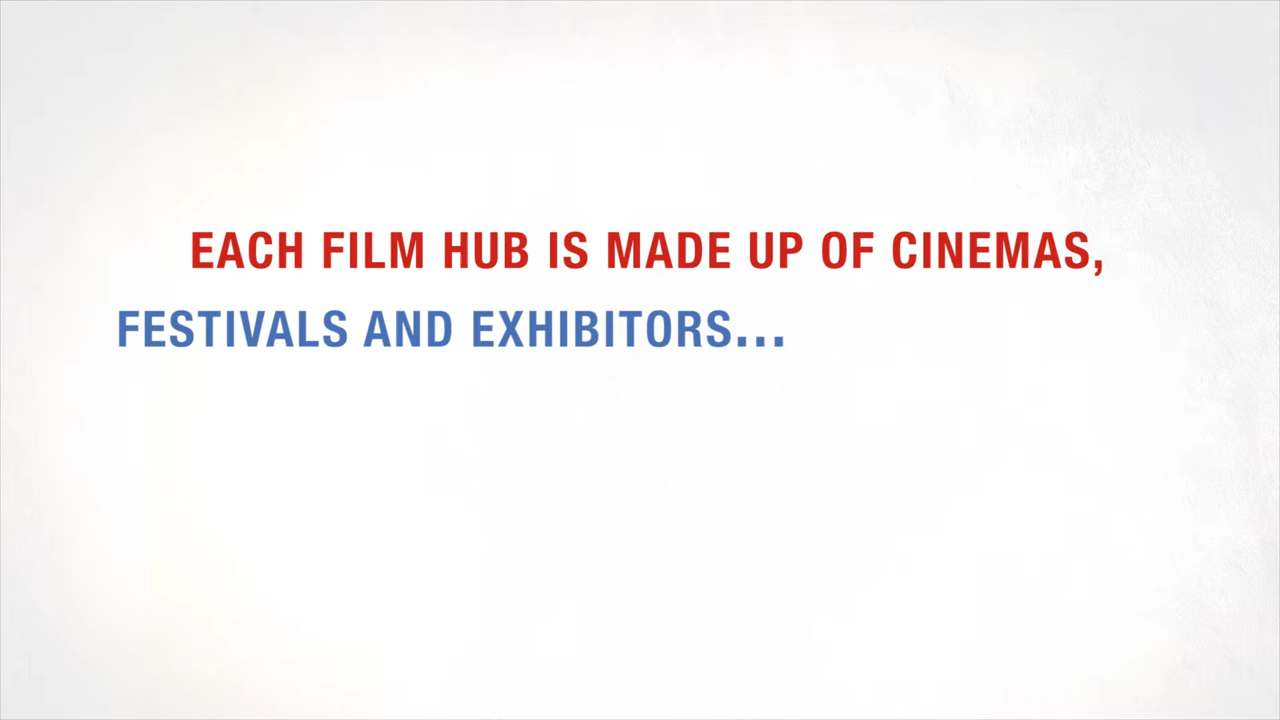 EACH FILM HUB IS MADE UP OF CINEMAS,
FESTIVALS AND EXHIBITORS...